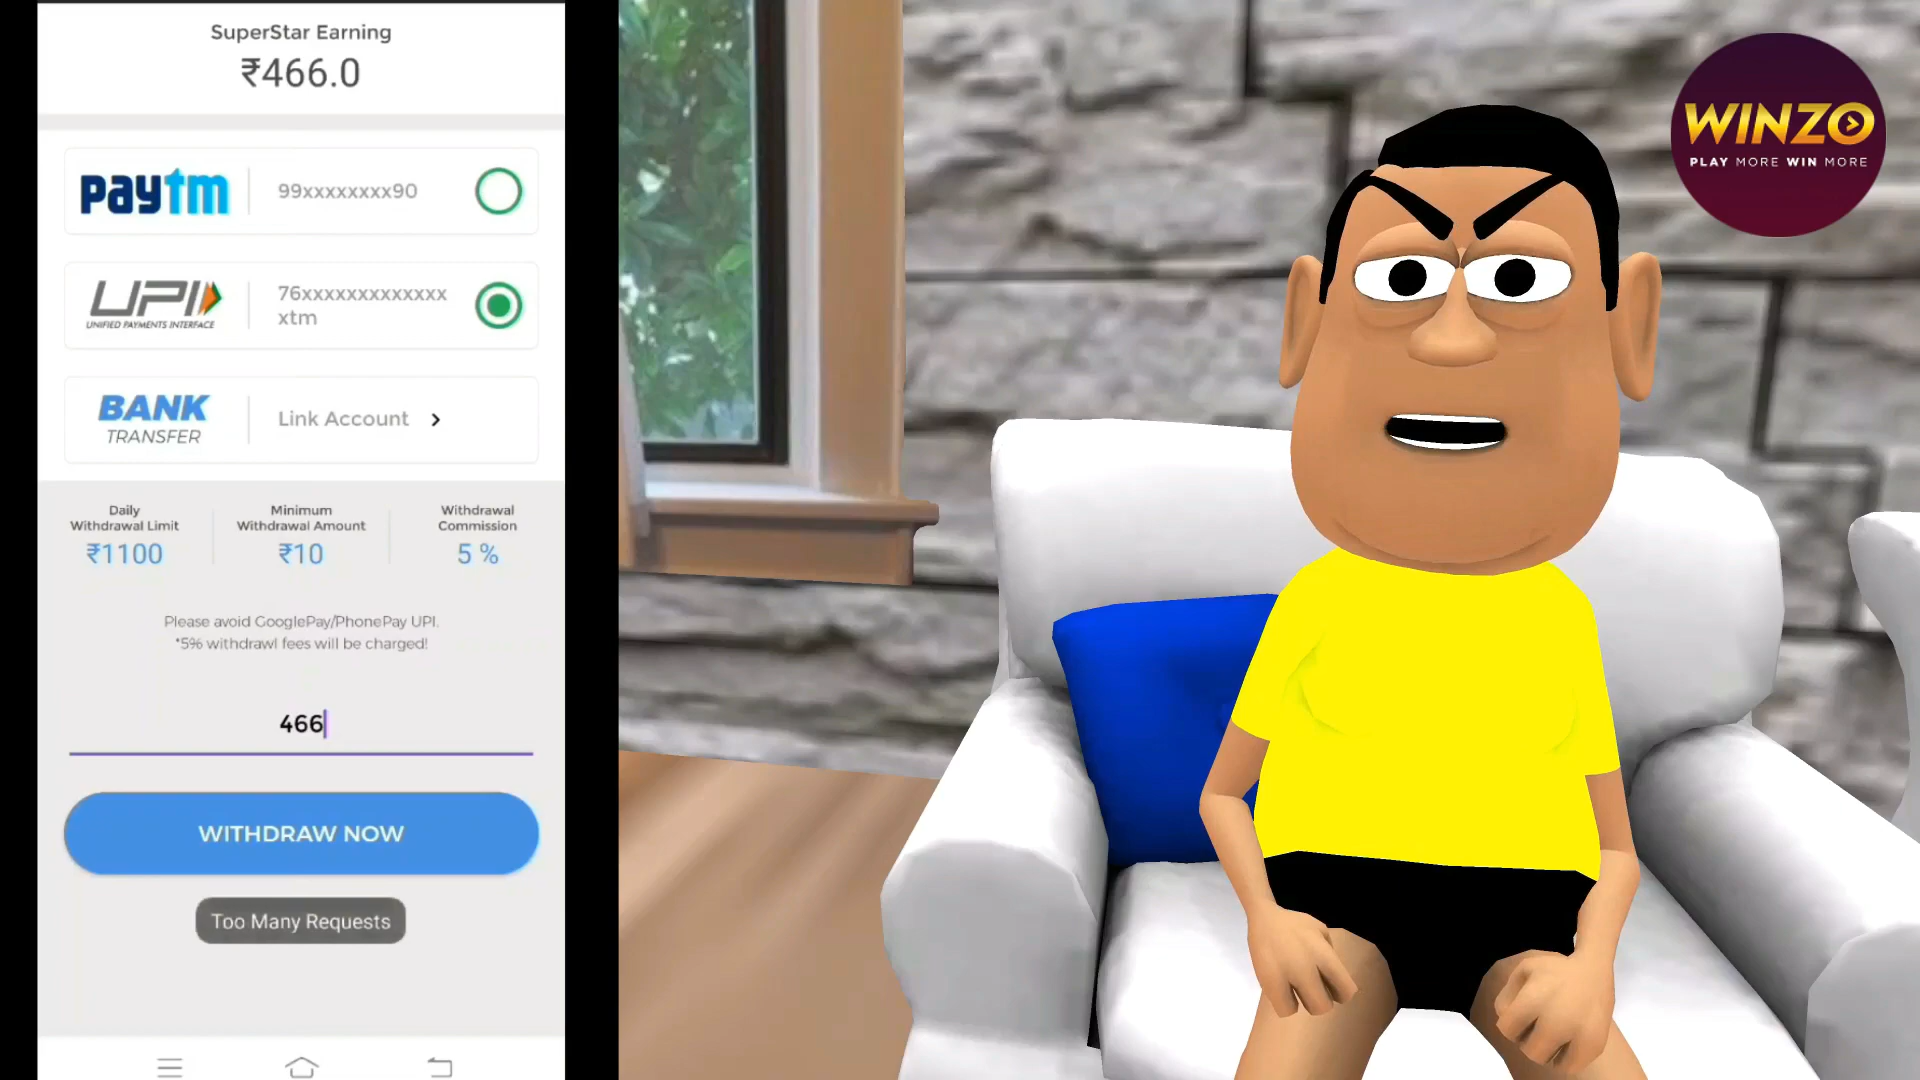 SuperStar Earning
₹466.0
paytm
99xxxxxxxx90
UPI
UNIFIED PAYMENTS INTERFACE
76xxxxxxxxxxxxx
xtm
BANK
TRANSFER
Link Account
Daily
Withdrawal Limit
₹1100
Minimum
Withdrawal Amount
₹10
Withdrawal
Commission
5 %
Please avoid GooglePay/PhonePay UPI.
*5% withdrawl fees will be charged!
466
WITHDRAW NOW
Too Many Requests
WINZO
PLAY MORE WIN MORE